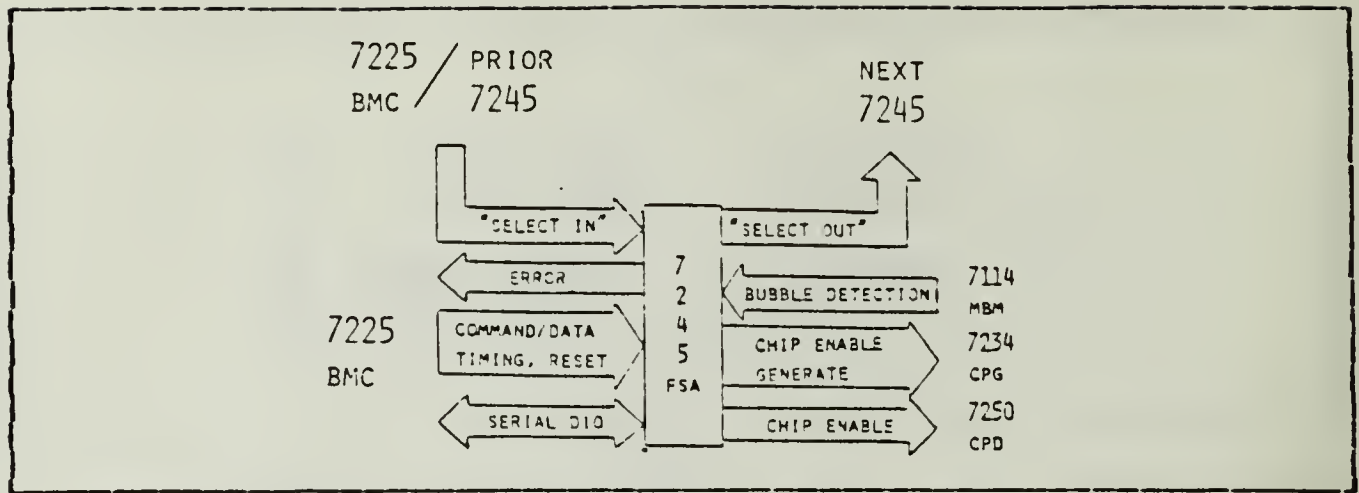 7225 / PRIOR
BMC 7245
NEXT
7245
"SELECT IN"
"SELECT OUT"
ERROR
7
2
4
5
FSA
BUBBLE DETECTION
7114
MBM
7225
BMC
COMMAND/DATA
TIMING, RESET
CHIP ENABLE
GENERATE
7234
CPG
SERIAL DIO
CHIP ENABLE
7250
CPD